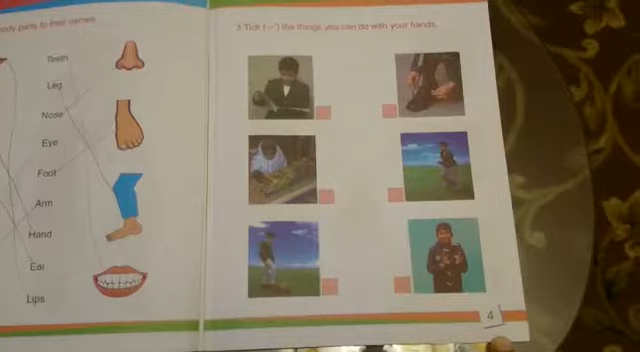 body parts to their names
Teeth
Leg
Nose
Eye
Foot
Arm
Hand
Ear
Lips
3. Tick (✓) the things you can do with your hands.
4